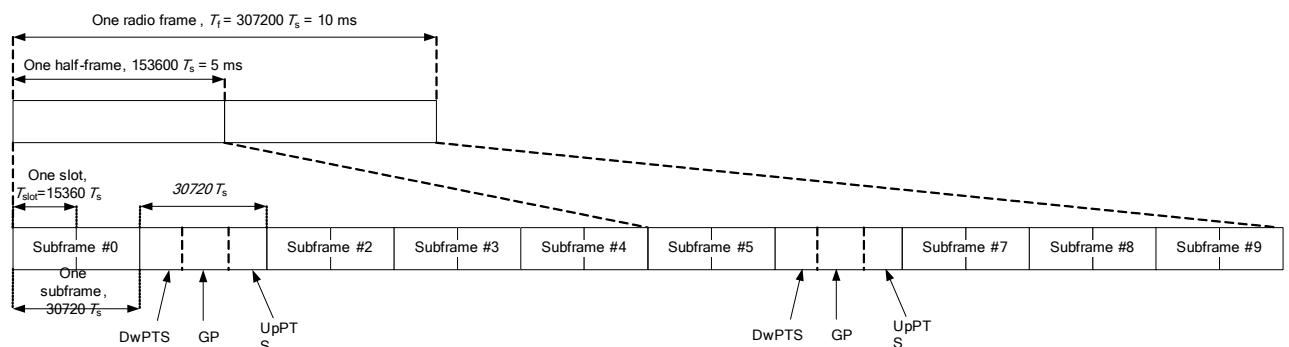 One radio frame , Tf = 307200 Ts = 10 ms
One half-frame, 153600 Ts = 5 ms
One slot,
Tslot=15360 Ts
30720Ts
Subframe #0
Subframe #2
Subframe #3
Subframe #4
Subframe #5
Subframe #7
Subframe #8
Subframe #9
One
subframe ,
30720 Ts
DwPTS
GP
UpPT
S
DwPTS
GP
UpPT
S